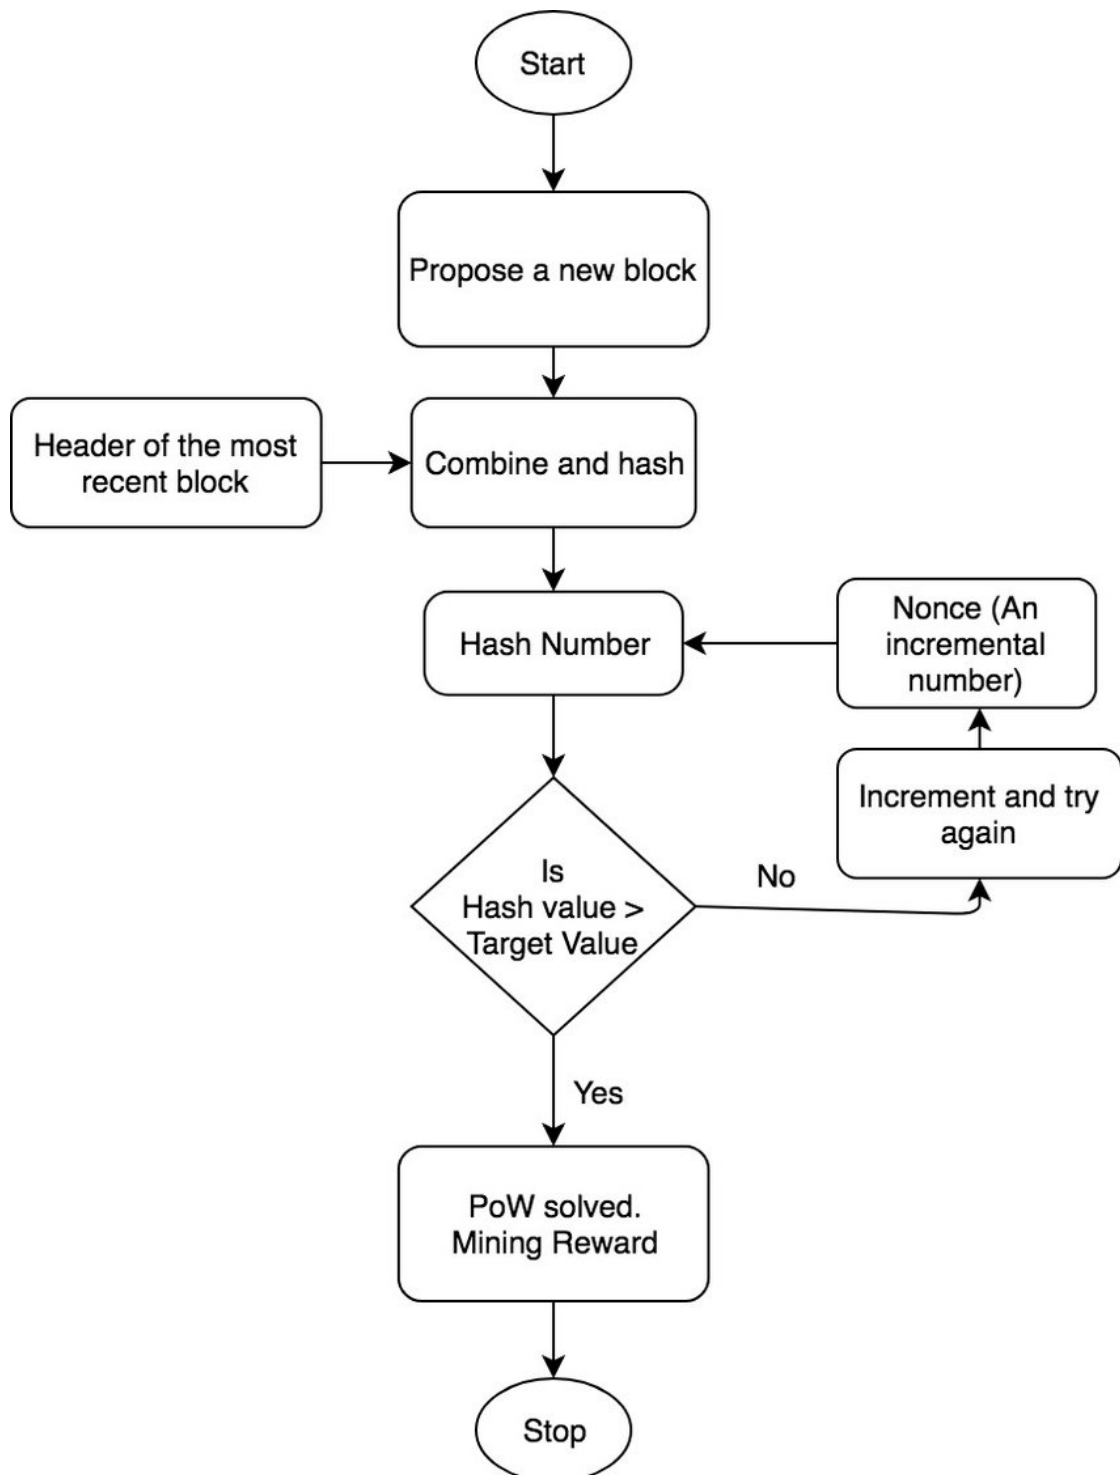 Start
Propose a new block
Header of the most
recent block
Combine and hash
Hash Number
Nonce (An
incremental
number)
Increment and try
again
Is
Hash value >
Target Value
No
Yes
PoW solved.
Mining Reward
Stop